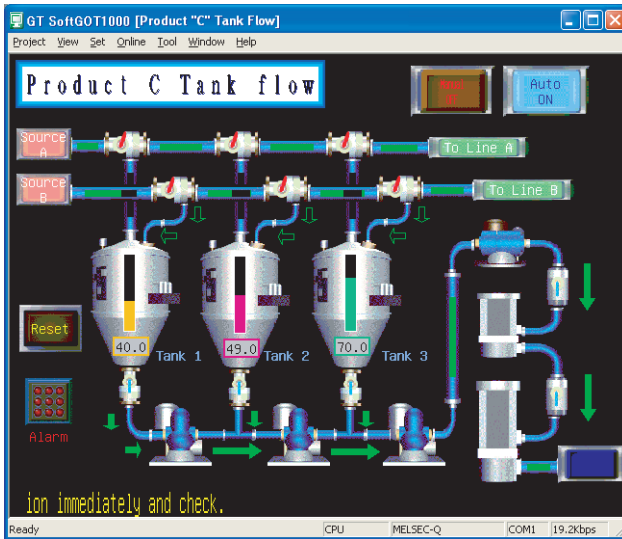 GT SoftGOT1000 [Product "C" Tank Flow]
Project View Set Online Tool Window Help
Product C Tank flow
Auto
ON
Source
A
To Line A
Source
B
To Line B
Reset
40.0
Tank 1
49.0
Tank 2
70.0
Tank 3
Alarm
ion immediately and check.
Ready
CPU
MELSEC-Q
COM1
19.2Kbps